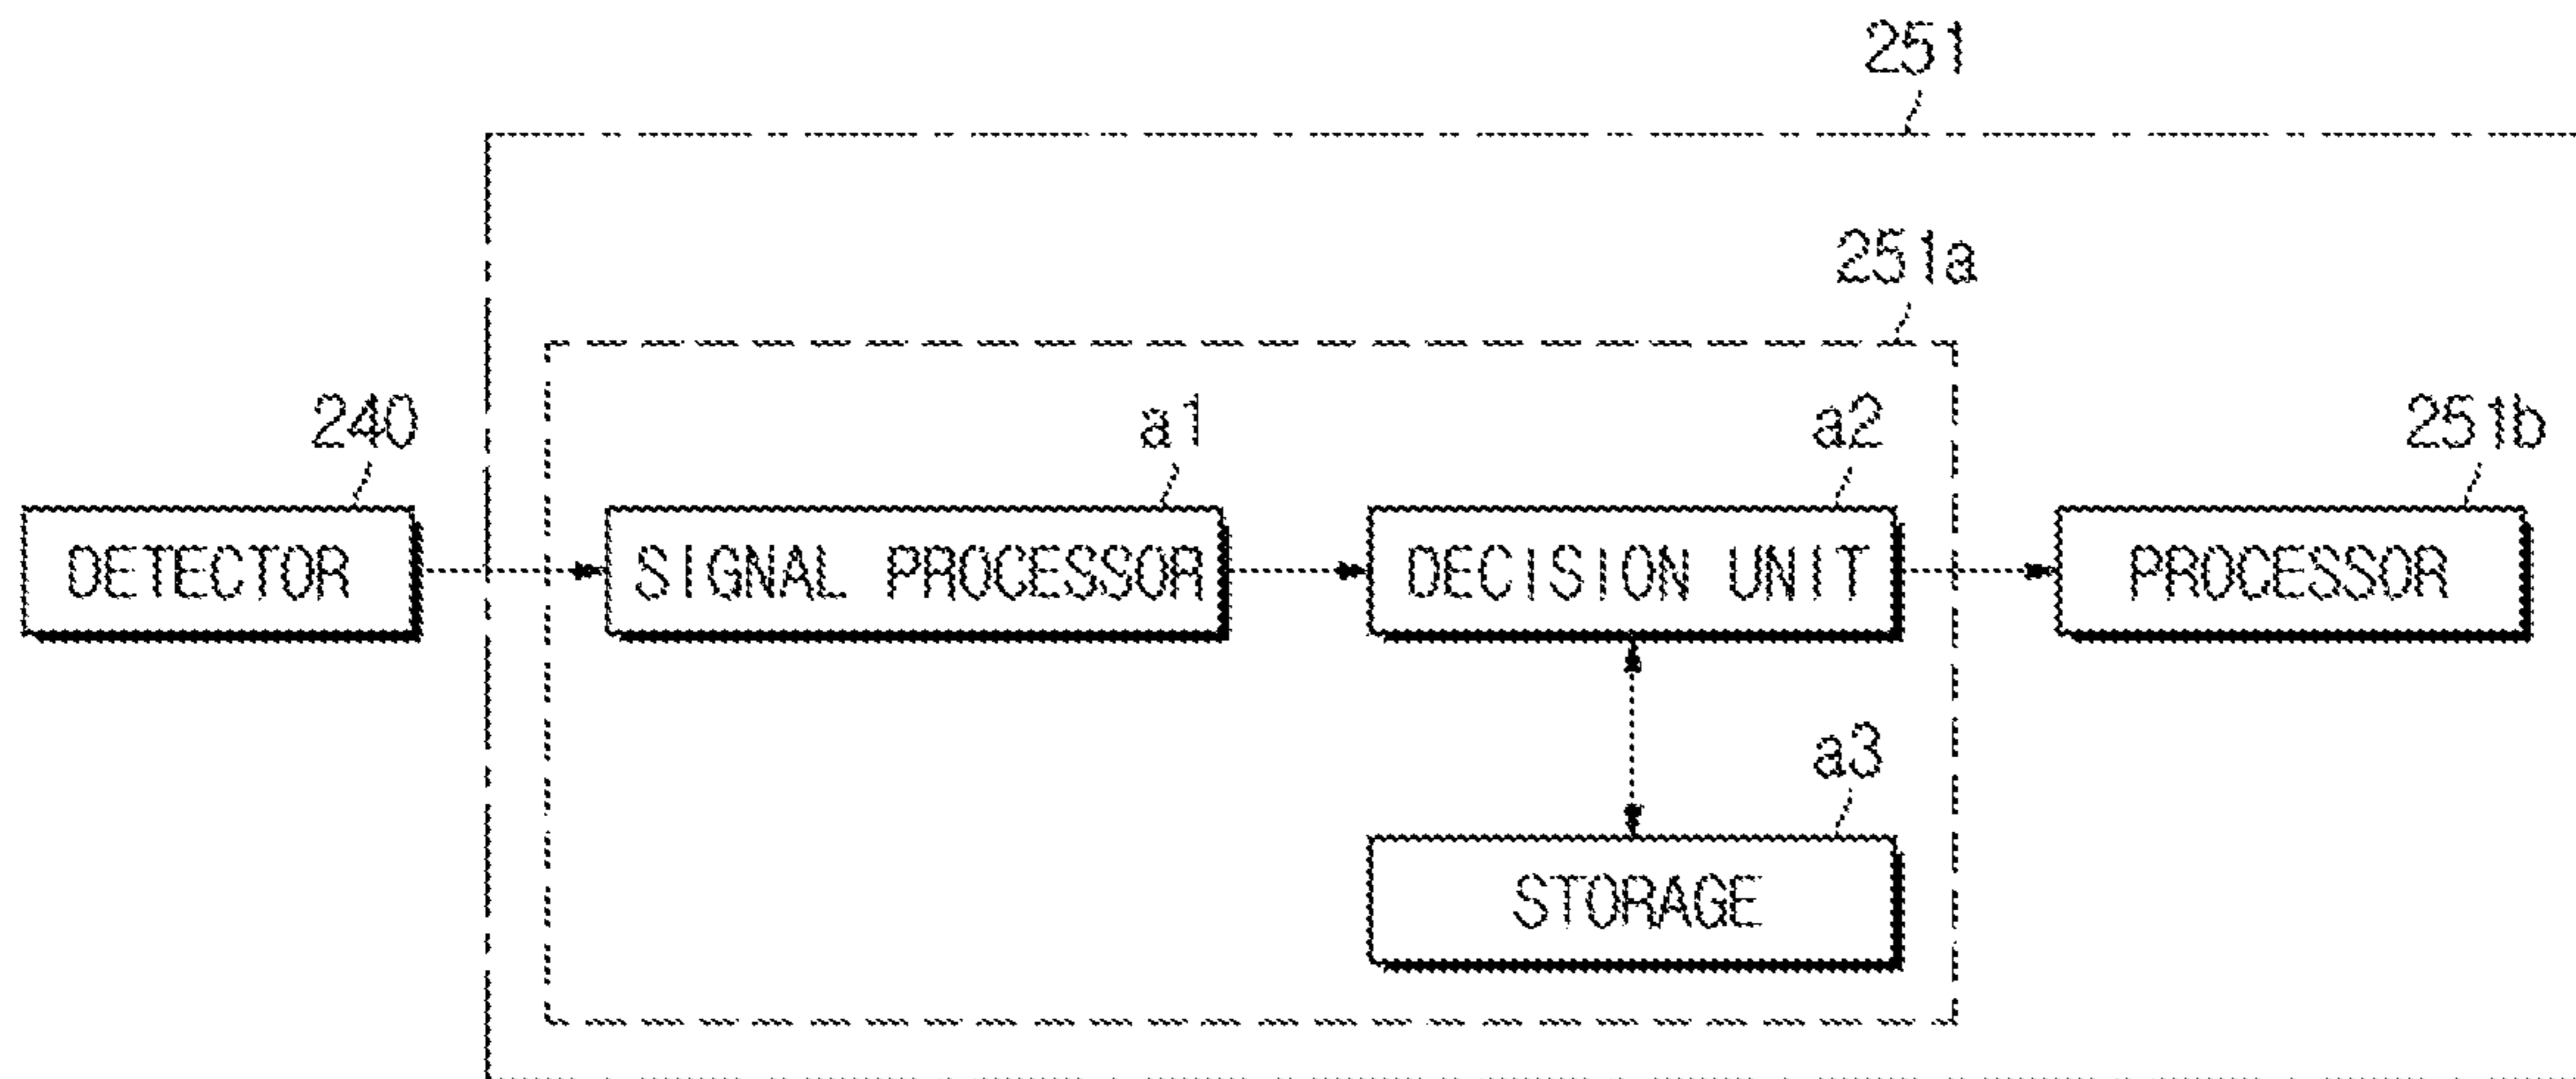 251
251a
240
a1
a2
251b
DETECTOR
SIGNAL PROCESSOR
DECISION UNIT
PROCESSOR
a3
STORAGE